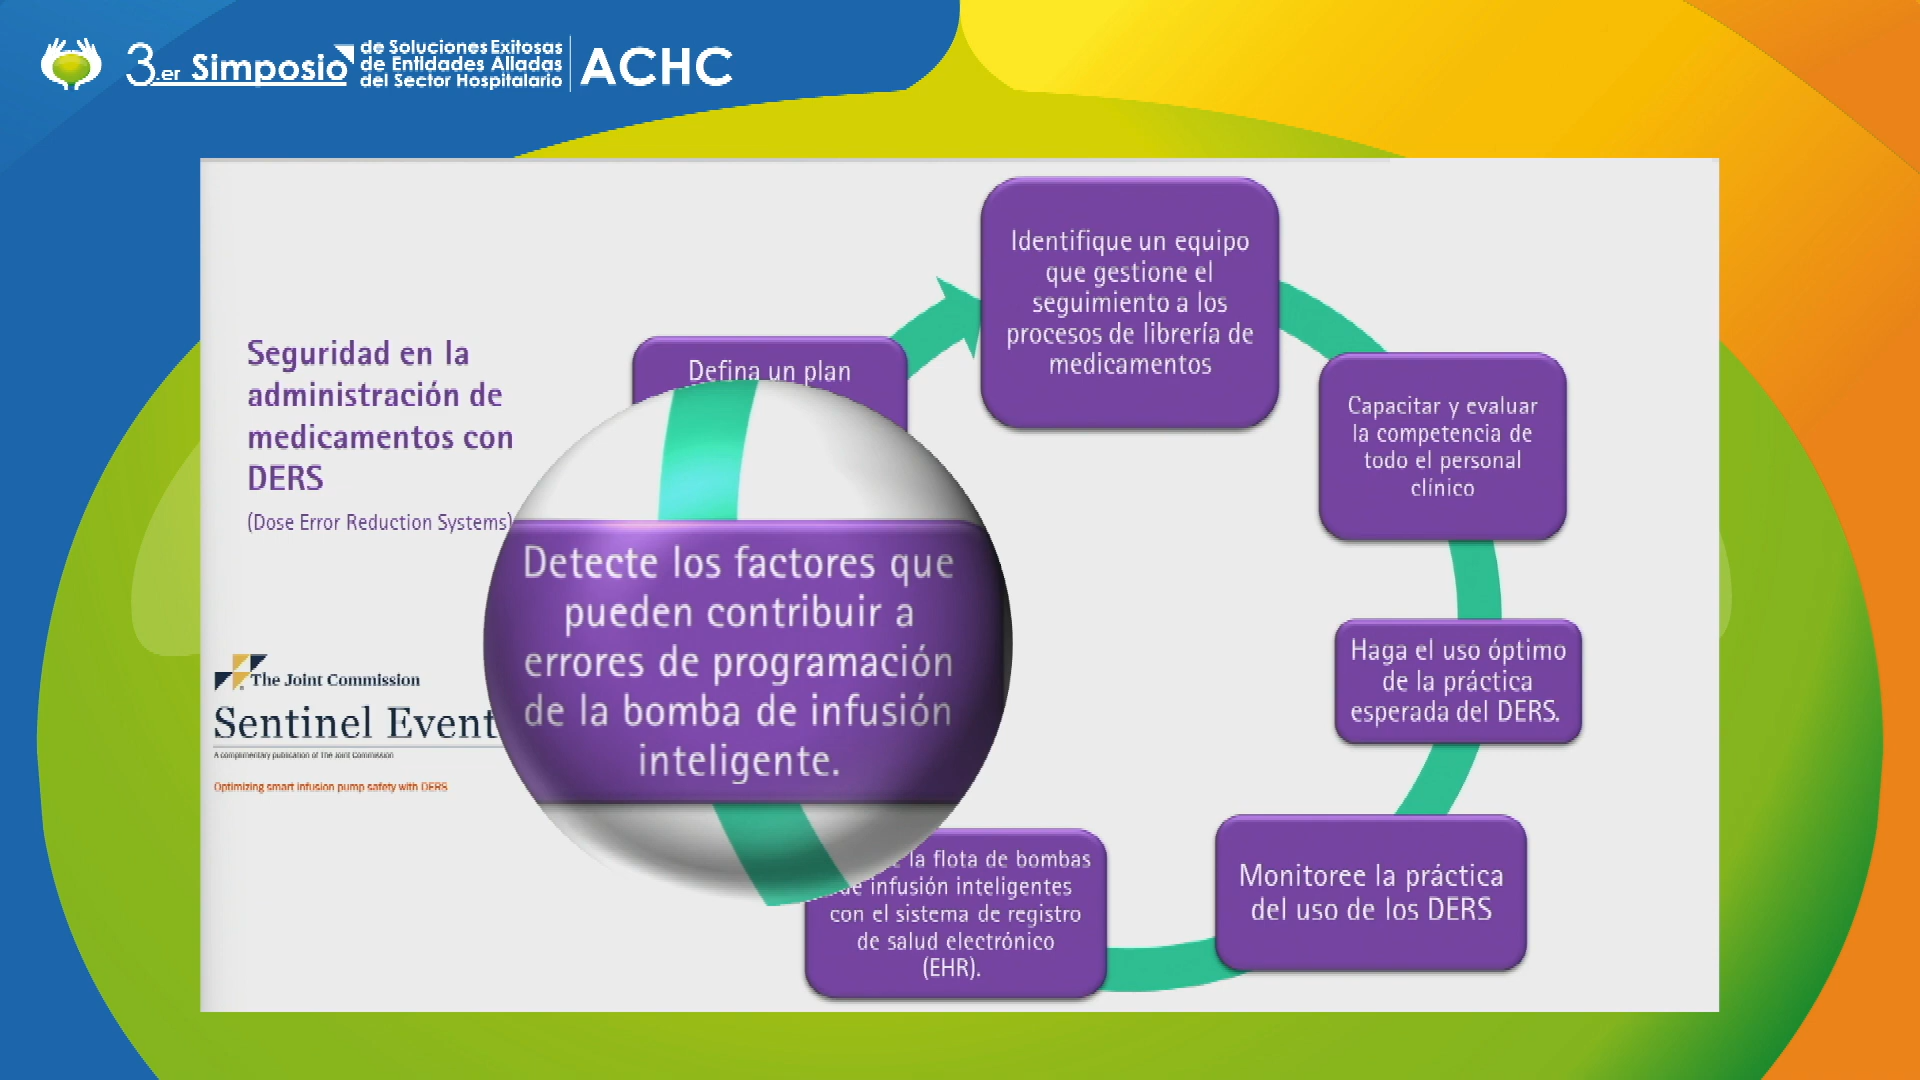 3.er Simposio
de Soluciones Exitosas
de Entidades Aliadas
del Sector Hospitalario
ACHC
Seguridad en la
administración de
medicamentos con
DERS
(Dose Error Reduction Systems)
The Joint Commission
Sentinel Event
A complimentary publication of The Joint Commission
Optimizing smart infusion pump safety with DERS
Defina un plan
Identifique un equipo
que gestione el
seguimiento a los
procesos de librería de
medicamentos
Capacitar y evaluar
la competencia de
todo el personal
clínico
Haga el uso óptimo
de la práctica
esperada del DERS.
Monitoree la práctica
del uso de los DERS
la flota de bombas
de infusión inteligentes
con el sistema de registro
de salud electrónico
(EHR).
Detecte los factores que
pueden contribuir a
errores de programación
de la bomba de infusión
inteligente.